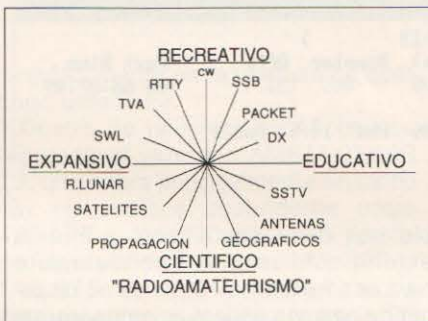 RECREATIVO
CW
RTTY SSB
TVA
PACKET
SWL DX
EXPANSIVO EDUCATIVO
R.LUNAR
SSTV
SATELITES
ANTENAS
PROPAGACION GEOGRAFICOS
CIENTIFICO
"RADIOAMATEURISMO"